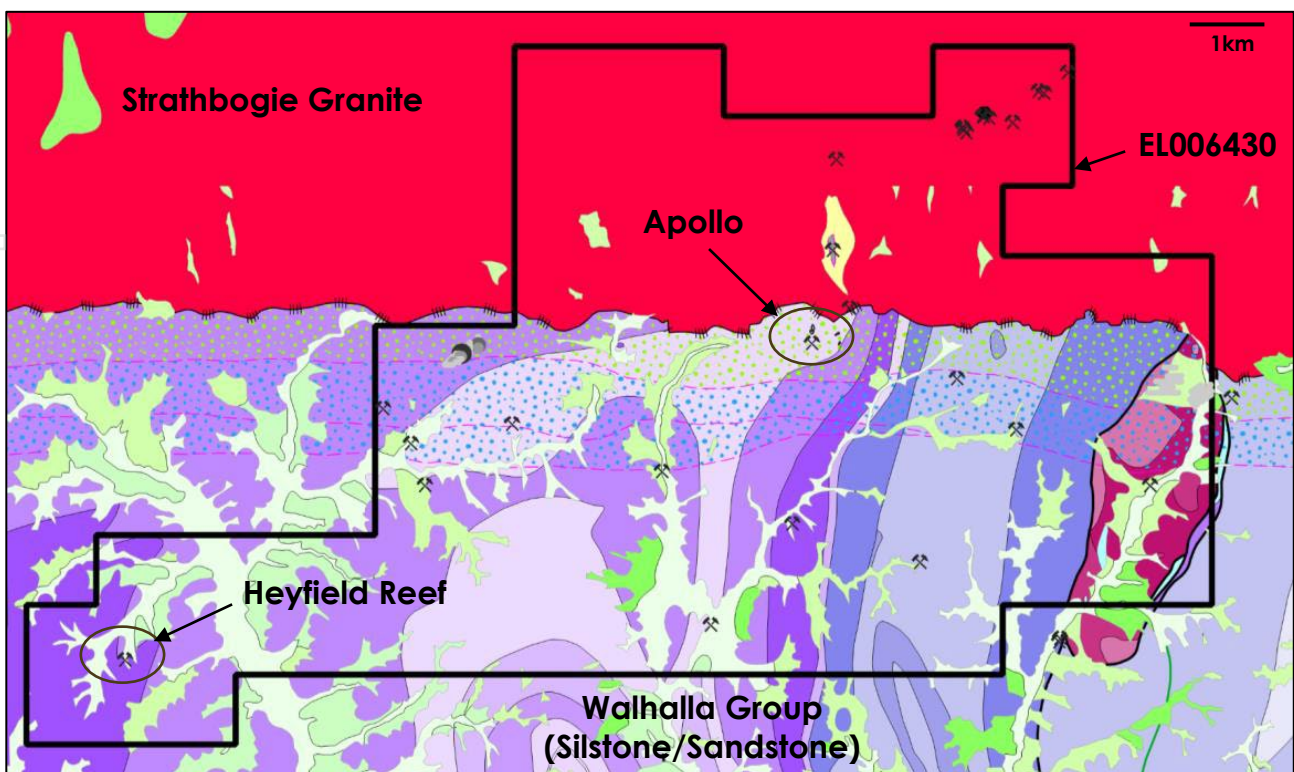 1km
Strathbogie Granite
EL006430
Apollo
Heyfield Reef
Walhalla Group
(Silstone/Sandstone)